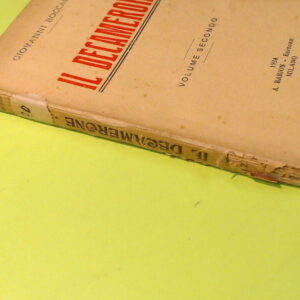 GIOVANNI BOCCA
IL DECAMERON
VOLUME SECONDO
1924
A. BARION - Editore
MILANO
IL DECAMERONE